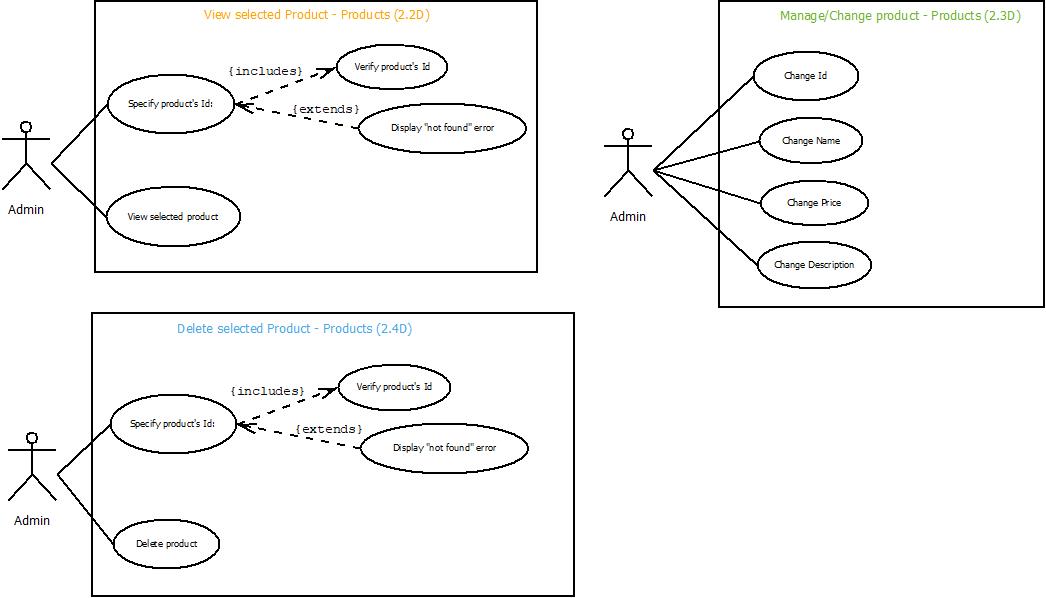 View selected Product - Products (2.2D)
{includes}
Verify product's Id
Specify product's Id:
{extends}
Display "not found" error
Admin
View selected product
Manage/Change product - Products (2.3D)
Change Id
Change Name
Change Price
Admin
Change Description
Delete selected Product - Products (2.4D)
{includes}
Verify product's Id
Specify product's Id:
{extends}
Display "not found" error
Admin
Delete product